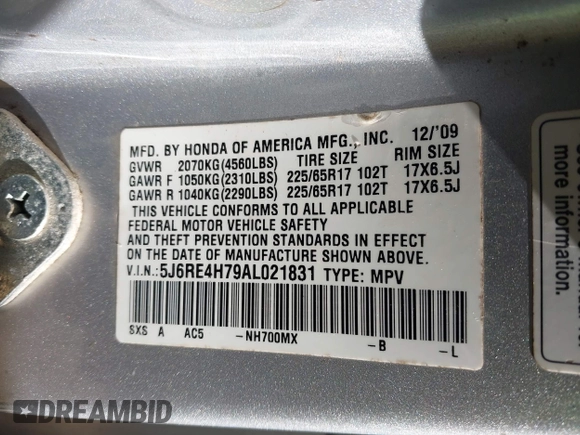 MFD. BY HONDA OF AMERICA MFG., INC. 12/'09
GVWR 2070KG(4560LBS) TIRE SIZE RIM SIZE
GAWR F 1050KG(2310LBS) 225/65R17 102T 17X6.5J
GAWR R 1040KG(2290LBS) 225/65R17 102T 17X6.5J
THIS VEHICLE CONFORMS TO ALL APPLICABLE
FEDERAL MOTOR VEHICLE SAFETY
AND THEFT PREVENTION STANDARDS IN EFFECT
ON THE DATE OF MANUFACTURE SHOWN ABOVE.
V.I.N.:5J6RE4H79AL021831 TYPE: MPV
SXS A AC5 -NH700MX -B -L
more information.
DREAMBID